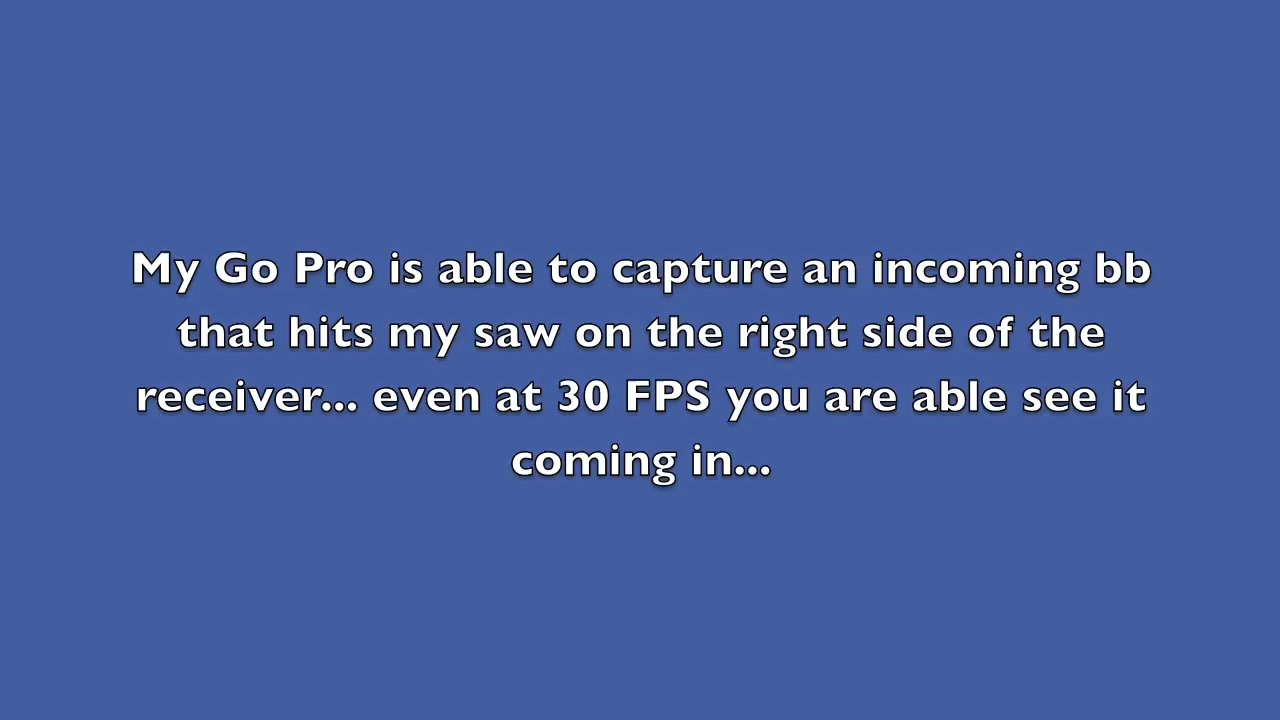 My Go Pro is able to capture an incoming bb
that hits my saw on the right side of the
receiver... even at 30 FPS you are able see it
coming in...